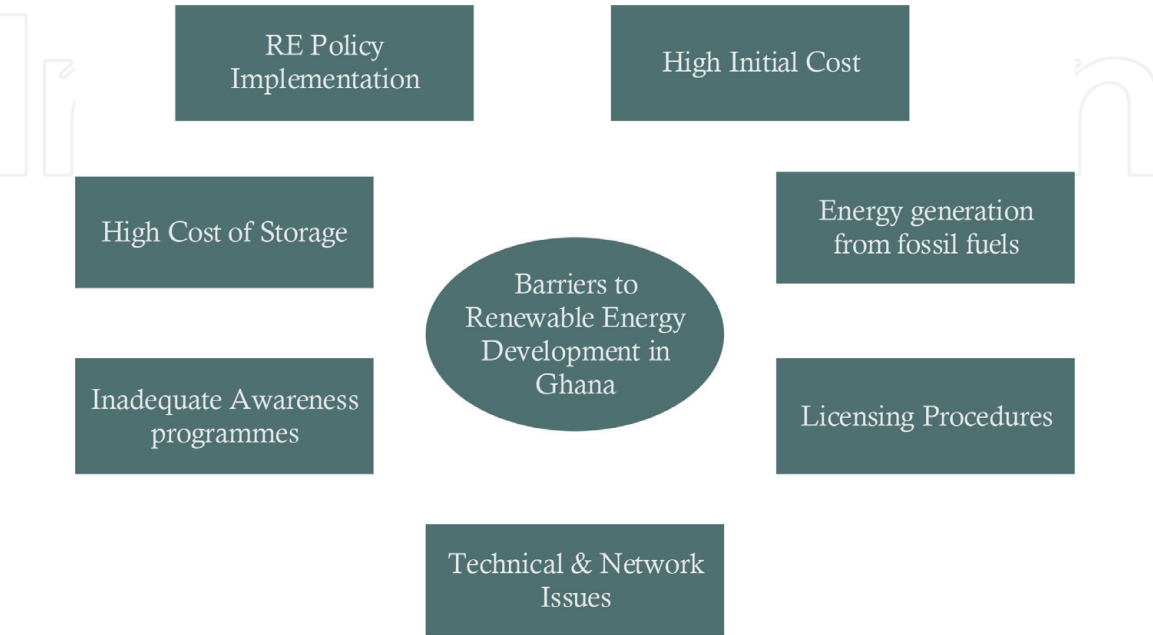 RE Policy
Implementation
High Initial Cost
High Cost of Storage
Energy generation
from fossil fuels
Barriers to
Renewable Energy
Development in
Ghana
Inadequate Awareness
programmes
Licensing Procedures
Technical & Network
Issues